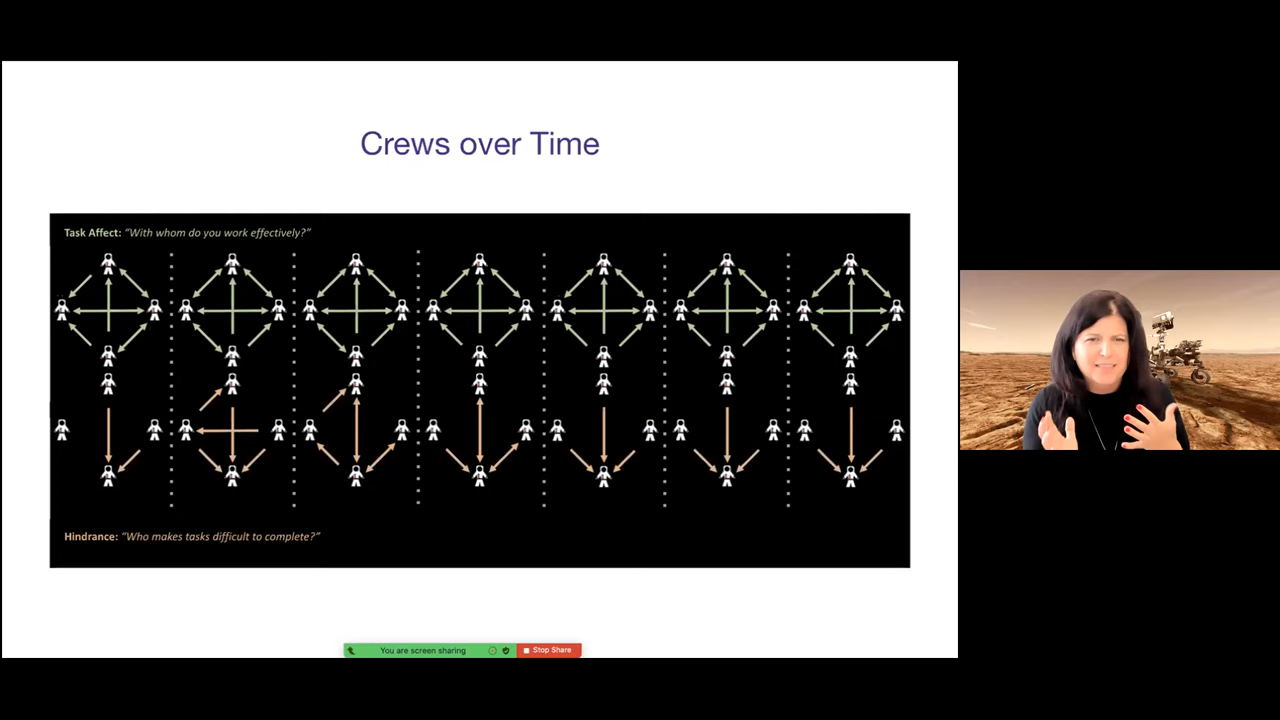 Crews over Time
Task Affect: "With whom do you work effectively?"
Hindrance: "Who makes tasks difficult to complete?"
You are screen sharing
Stop Share